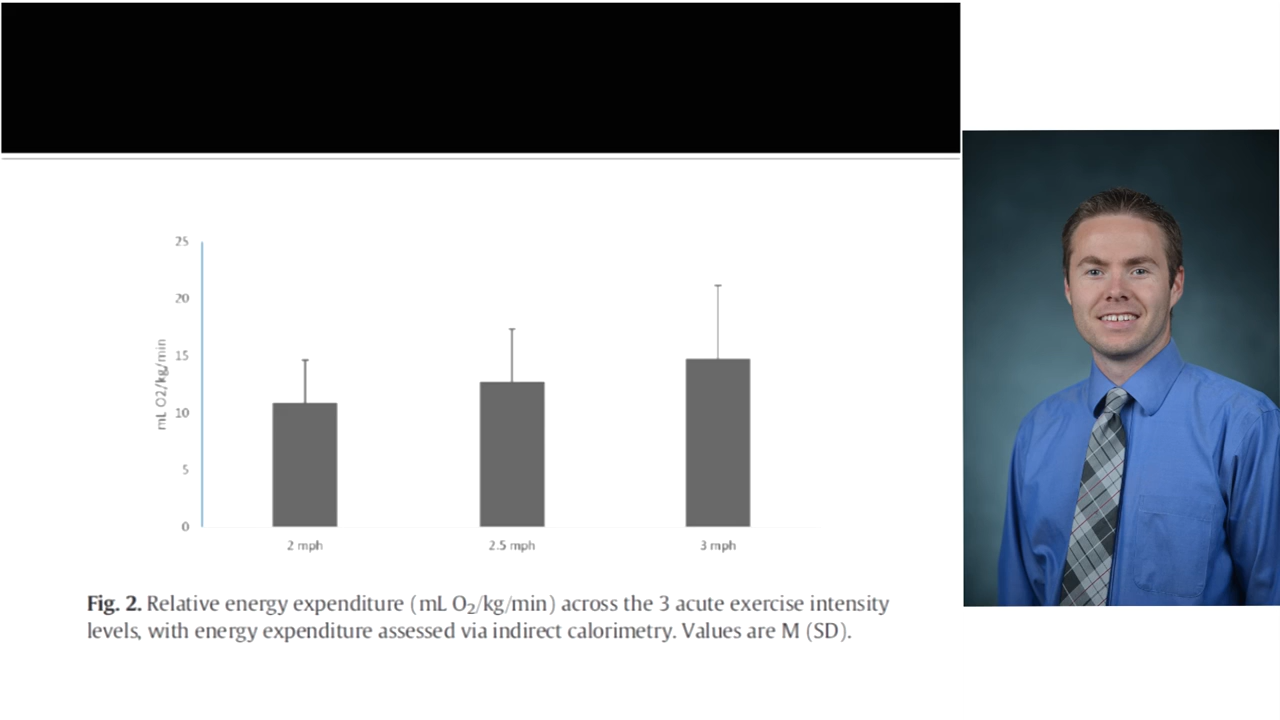 25
20
15
10
5
0
mL O2/kg/min
2 mph
2.5 mph
3 mph
Fig. 2. Relative energy expenditure (mL O₂/kg/min) across the 3 acute exercise intensity
levels, with energy expenditure assessed via indirect calorimetry. Values are M (SD).